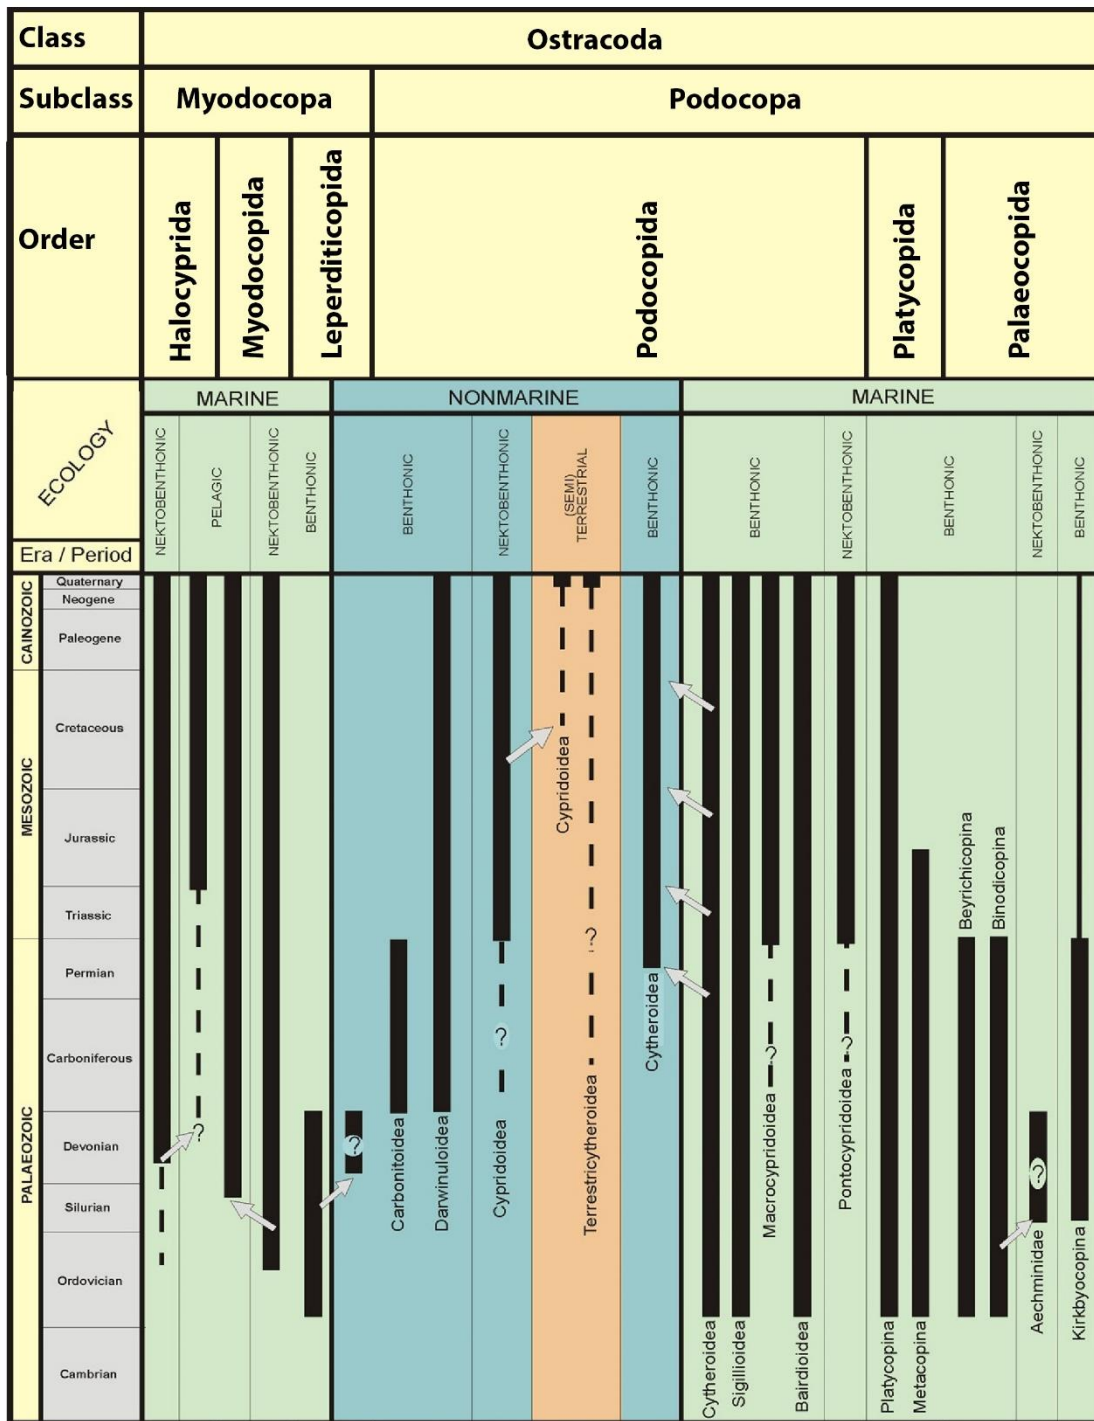 Class
Ostracoda
Subclass
Myodocopa
Podocopa
Order
Halocyprida
Myodocopida
Leperditicopida
Podocopida
Platycopida
Palaeocopida
ECOLOGY
MARINE
NONMARINE
MARINE
NEKTOBENTHONIC
PELAGIC
NEKTOBENTHONIC
BENTHONIC
BENTHONIC
NEKTOBENTHONIC
(SEMI)
TERRESTRIAL
BENTHONIC
BENTHONIC
NEKTOBENTHONIC
BENTHONIC
NEKTOBENTHONIC
BENTHONIC
Era / Period
CAINOZOIC
Quaternary
Neogene
Paleogene
MESOZOIC
Cretaceous
Jurassic
Triassic
PALAEOZOIC
Permian
Carboniferous
Devonian
Silurian
Ordovician
Cambrian
?
?
Carbonitoidea
Darwinuloidea
?
Cypridoidea
Cypridoidea
?
Terrestricytheroidea
Cytheroidea
Cytheroidea
Sigillioidea
?
Macrocypridoidea
Bairdioidea
?
Pontocypridoidea
Platycopina
Metacopina
Beyrichicopina
Binodicopina
?
Aechminidae
Kirkbyocopina